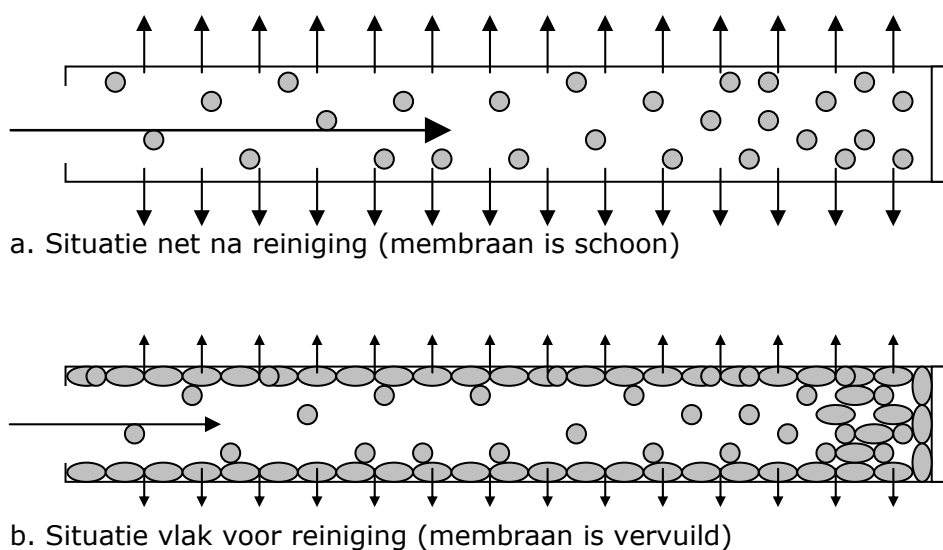 a. Situatie net na reiniging (membraan is schoon)
b. Situatie vlak voor reiniging (membraan is vervuild)